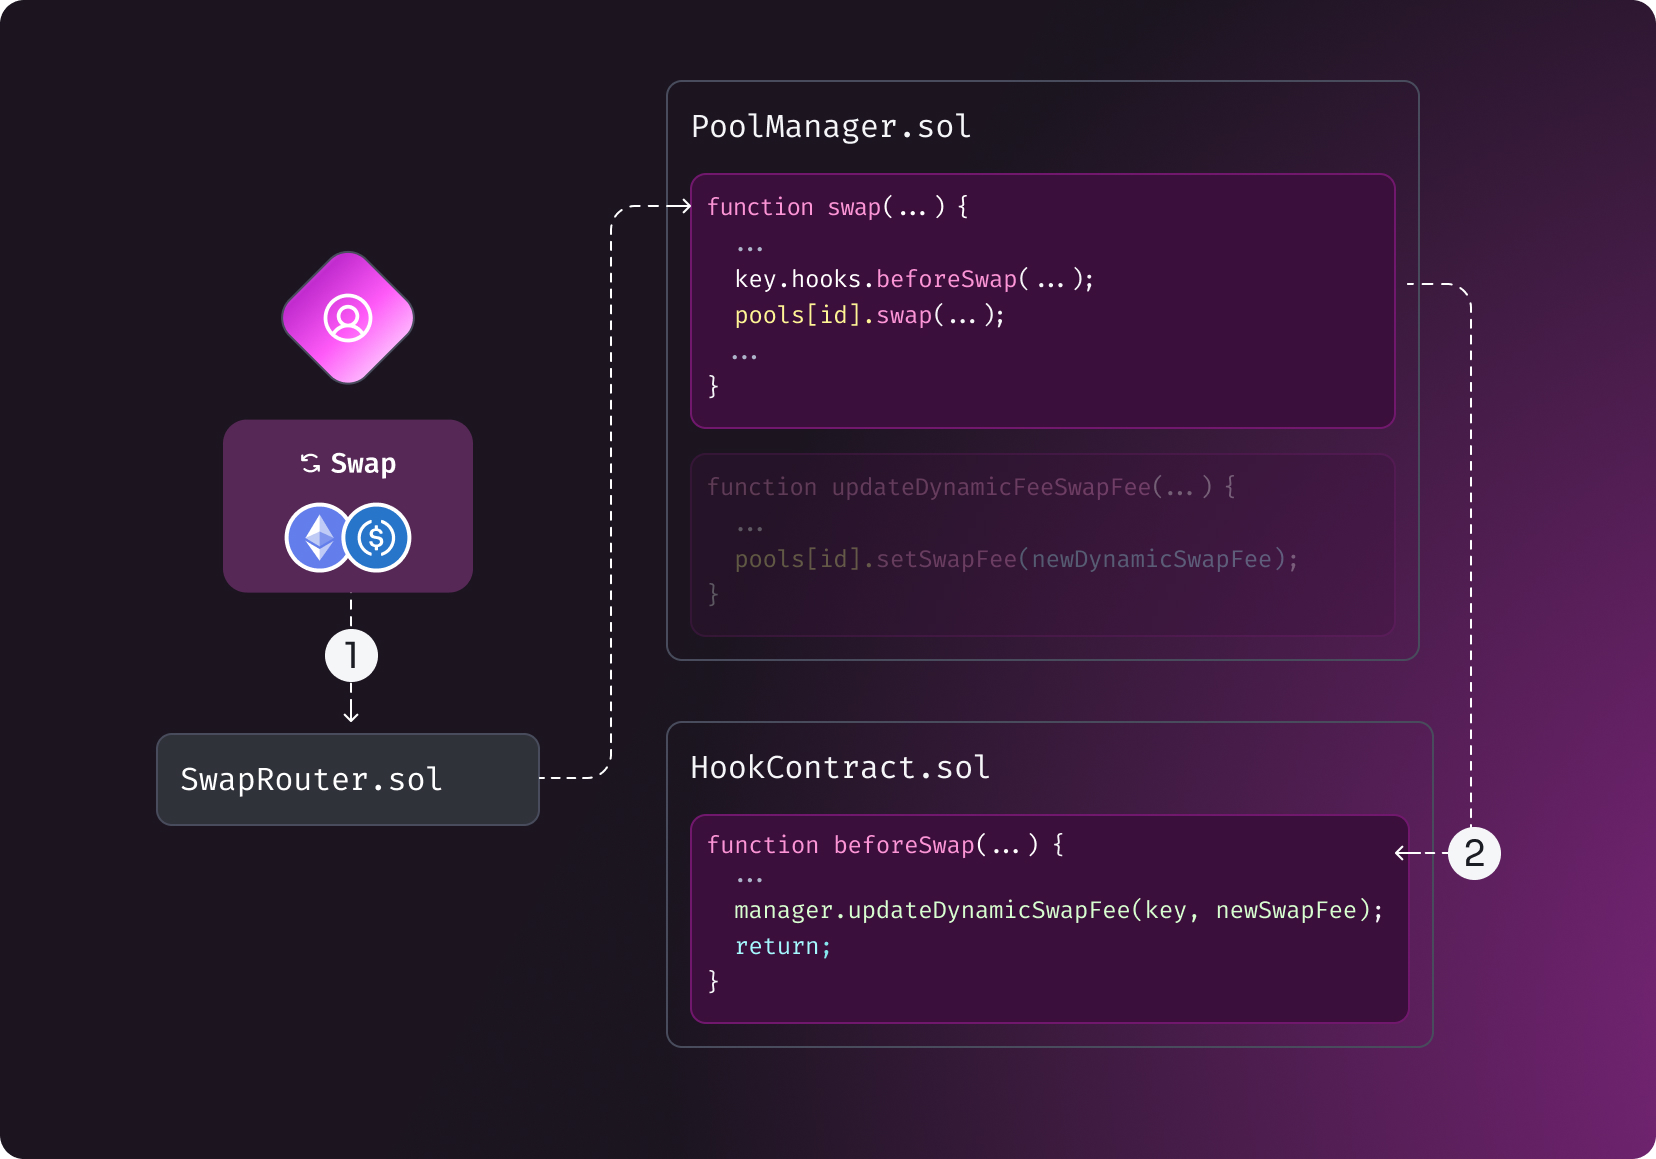 PoolManager.sol
function swap(...) {
...
key.hooks.beforeSwap(...);
pools[id].swap(...);
...
}
function updateDynamicFeeSwapFee(...) {
...
pools[id].setSwapFee(newDynamicSwapFee);
}
Swap
$
1
SwapRouter.sol
HookContract.sol
function beforeSwap(...) {
...
manager.updateDynamicSwapFee(key, newSwapFee);
return;
}
2